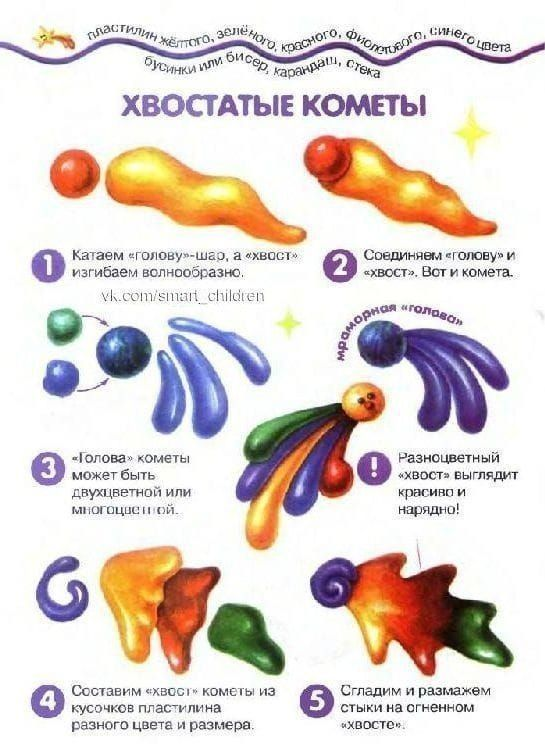 пластилин жёлтого, зелёного, красного, фиолетового, синего цвета
бусинки или бисер, карандаш, стека
ХВОСТАТЫЕ КОМЕТЫ
1 Катаем «голову»-шар, а «хвост»
изгибаем волнообразно.
2 Соединяем «голову» и
«хвост». Вот и комета.
vk.com/smart_children
мраморная «голова»
3 «Голова» кометы
может быть
двухцветной или
многоцветной.
! Разноцветный
«хвост» выглядит
красиво и
нарядно!
4 Составим «хвост» кометы из
кусочков пластилина
разного цвета и размера.
5 Сгладим и размажем
стыки на огненном
«хвосте».